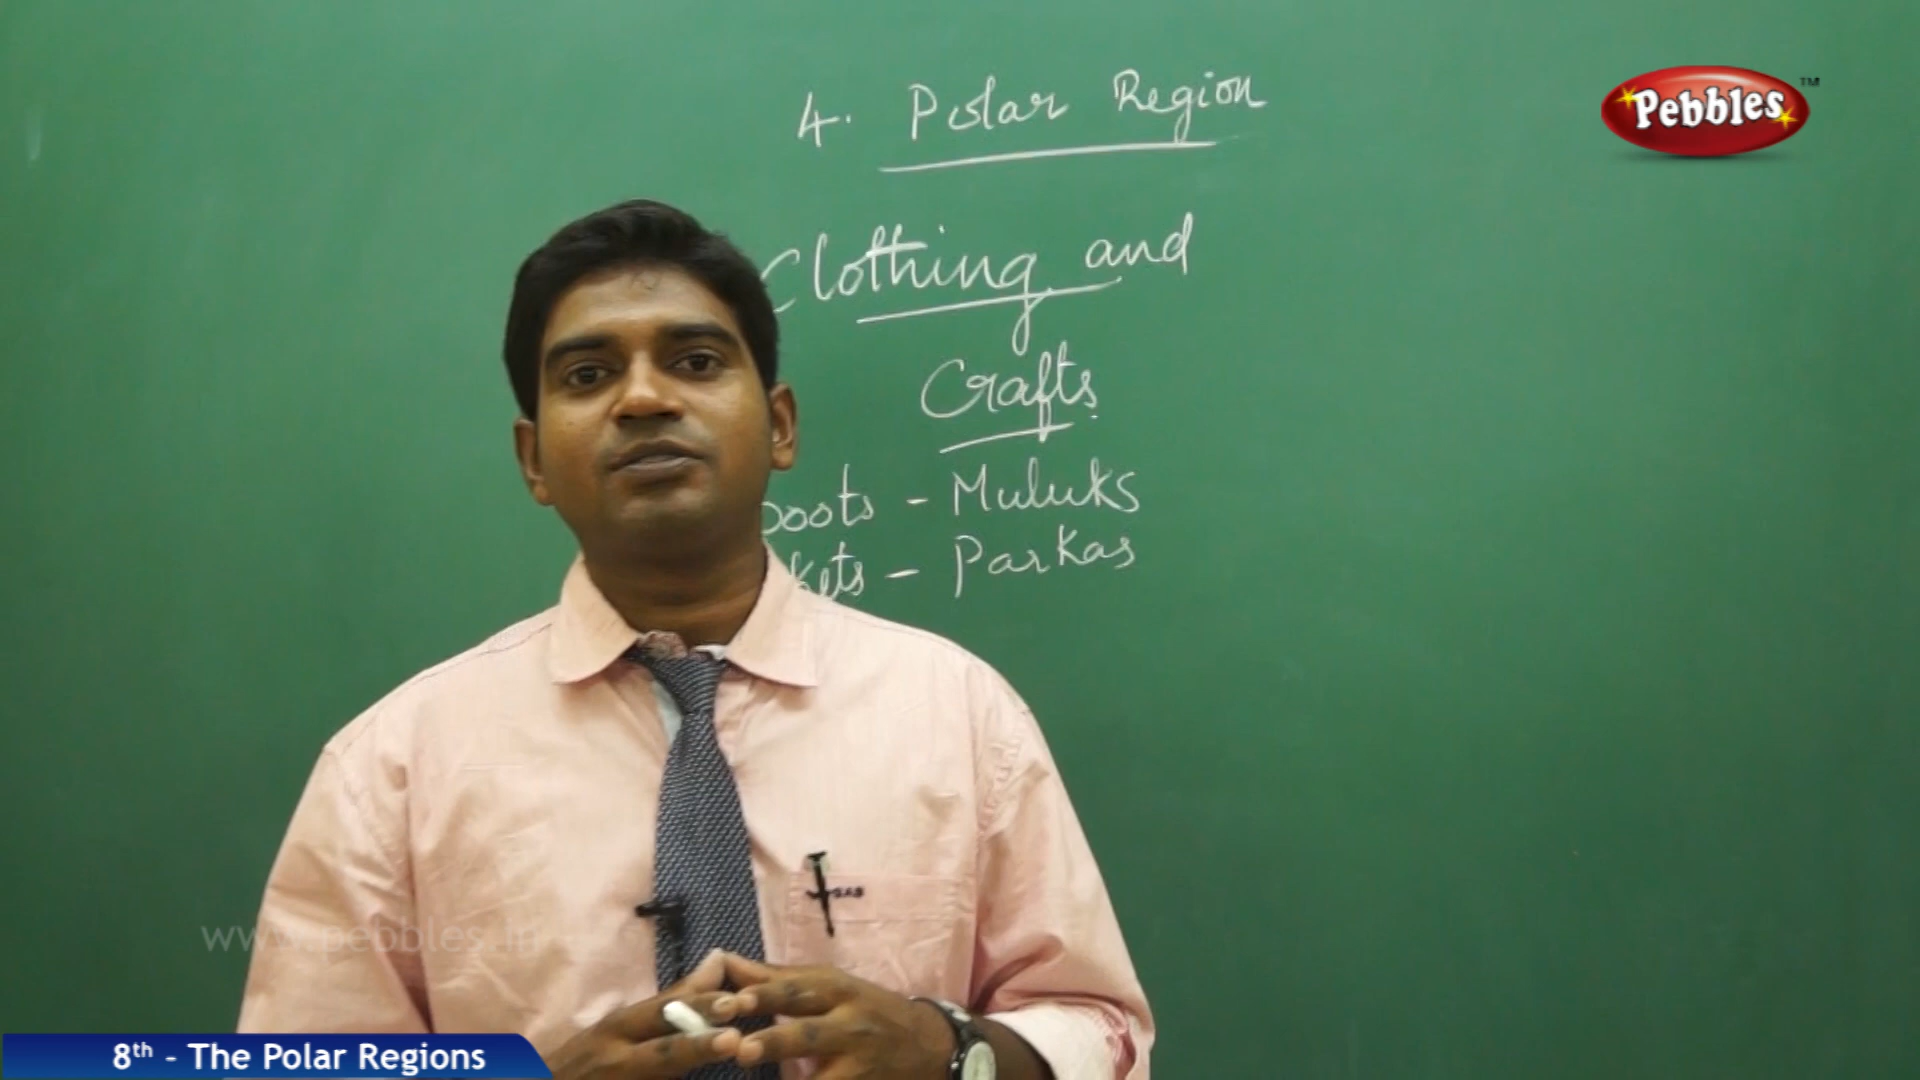 4. Polar Region
Pebbles TM
Clothing and
Crafts
Muluks
Parkas
www.pebbles.in
8th - The Polar Regions